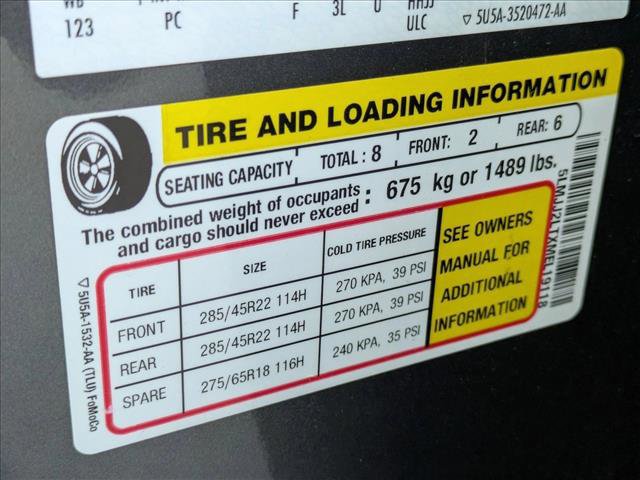 123
PC
F
3L
U
ULC
▽ 5U5A-3520472-AA
TIRE AND LOADING INFORMATION
SEATING CAPACITY TOTAL : 8 FRONT: 2 REAR: 6
The combined weight of occupants and cargo should never exceed : 675 kg or 1489 lbs.
TIRE SIZE COLD TIRE PRESSURE
FRONT 285/45R22 114H 270 KPA, 39 PSI
REAR 285/45R22 114H 270 KPA, 39 PSI
SPARE 275/65R18 116H 240 KPA, 35 PSI
SEE OWNERS
MANUAL FOR
ADDITIONAL
INFORMATION
▽ 5U5A-1532-AA (TLU) FoMoCo
5LMJJ2LTXNEL19118